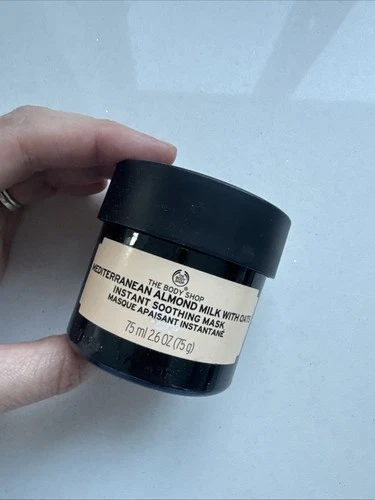 THE BODY SHOP®
MEDITERRANEAN ALMOND MILK WITH OATS
INSTANT SOOTHING MASK
MASQUE APAISANT INSTANTANÉ
75 ml 2.6 OZ (75 g)